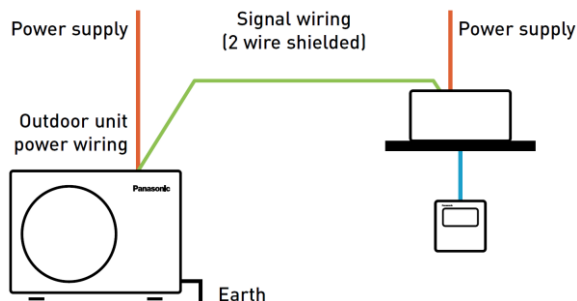 Signal wiring
(2 wire shielded)
Power supply
Power supply
Outdoor unit
power wiring
Panasonic
Earth